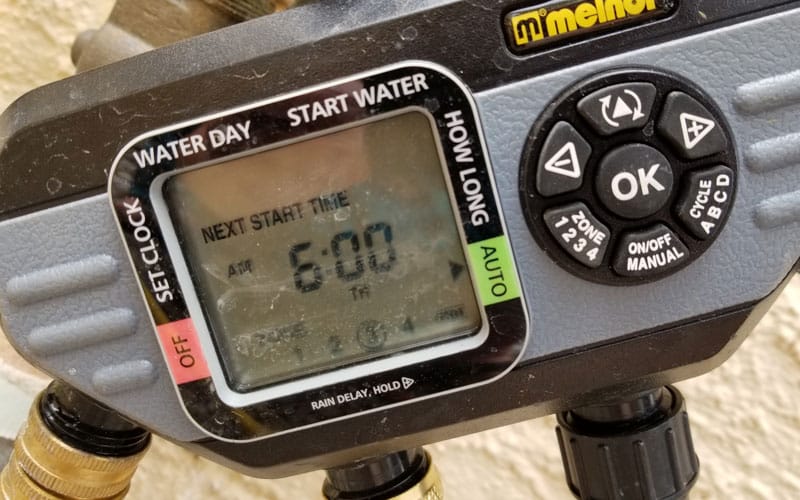 melnor
WATER DAY
START WATER
HOW LONG
SET CLOCK
OFF
AUTO
NEXT START TIME
AM
6:00
ZONE
1 2 3 4
RAIN DELAY, HOLD
OK
CYCLE
A B C D
ON/OFF
MANUAL
ZONE
1 2 3 4